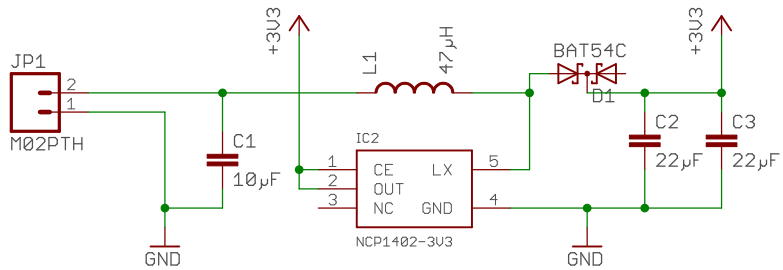 JP1
2
1
M02PTH
C1
10µF
GND
+3V3
L1
47µH
IC2
1 CE LX 5
2 OUT
3 NC GND 4
NCP1402-3V3
BAT54C
D1
+3V3
C2
22µF
C3
22µF
GND